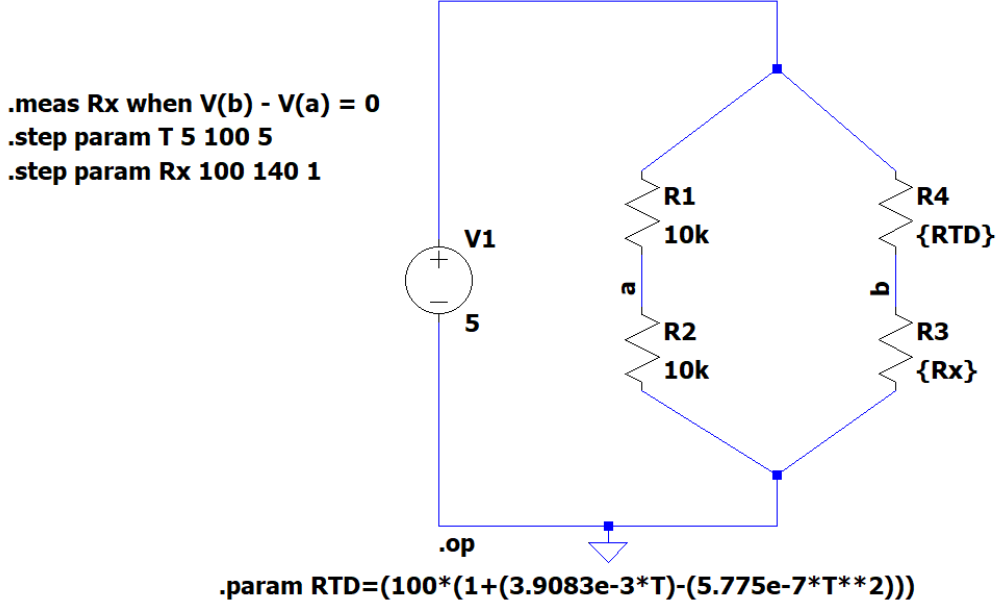 .meas Rx when V(b) - V(a) = 0
.step param T 5 100 5
.step param Rx 100 140 1
V1
5
R1
10k
R4
{RTD}
a
b
R2
10k
R3
{Rx}
.op
.param RTD=(100*(1+(3.9083e-3*T)-(5.775e-7*T**2)))